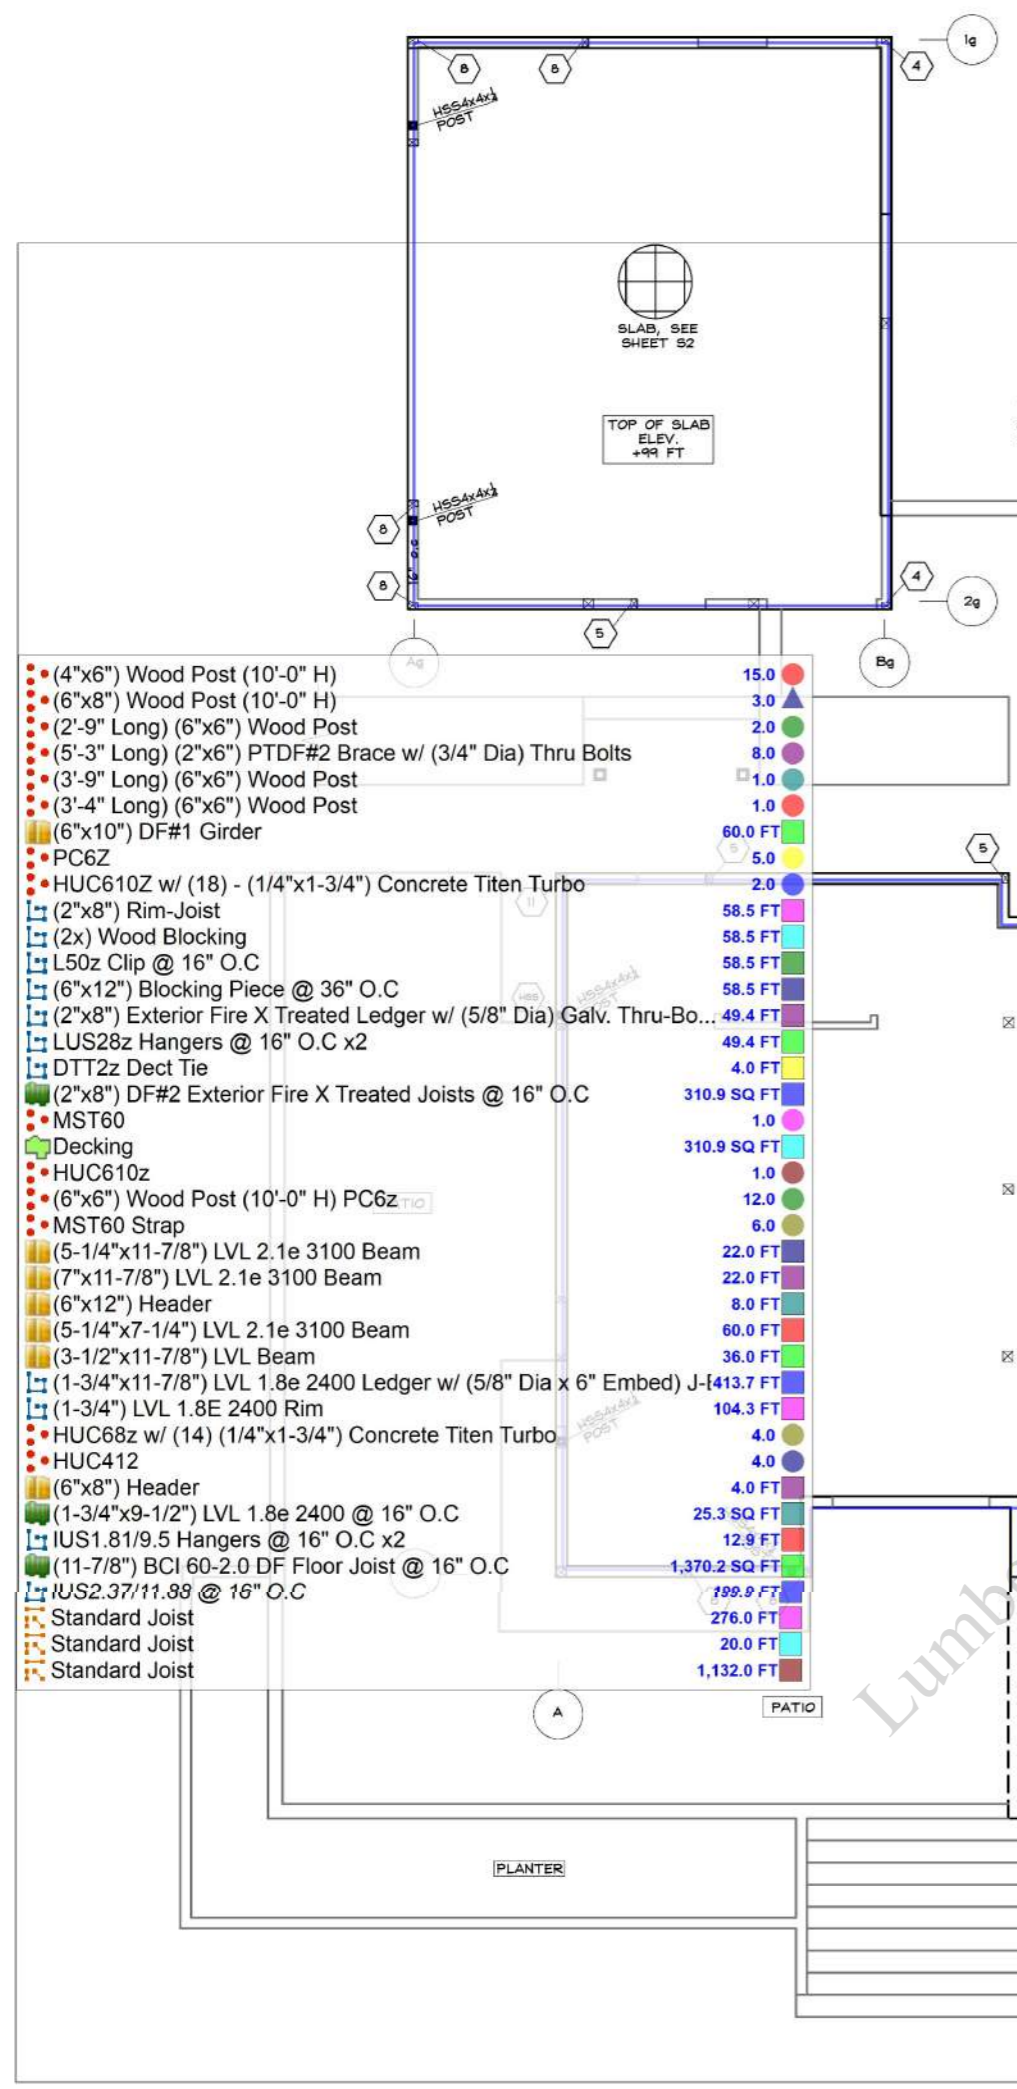 1g
8
8
4
HSS4x4x¼
POST
SLAB, SEE
SHEET S2
TOP OF SLAB
ELEV.
+99 FT
HSS4x4x¼
POST
8
16" o.c
8
4
2g
5
Ag
Bg
(4"x6") Wood Post (10'-0" H) 15.0
(6"x8") Wood Post (10'-0" H) 3.0
(2'-9" Long) (6"x6") Wood Post 2.0
(5'-3" Long) (2"x6") PTDF#2 Brace w/ (3/4" Dia) Thru Bolts 8.0
(3'-9" Long) (6"x6") Wood Post 1.0
(3'-4" Long) (6"x6") Wood Post 1.0
(6"x10") DF#1 Girder 60.0 FT
5
5
PC6Z 5.0
HUC610Z w/ (18) - (1/4"x1-3/4") Concrete Titen Turbo 2.0
11
(2"x8") Rim-Joist 58.5 FT
(2x) Wood Blocking 58.5 FT
L50z Clip @ 16" O.C 58.5 FT
(6"x12") Blocking Piece @ 36" O.C 58.5 FT
HSS
HSS4x4x¼
POST
(2"x8") Exterior Fire X Treated Ledger w/ (5/8" Dia) Galv. Thru-Bo... 49.4 FT
LUS28z Hangers @ 16" O.C x2 49.4 FT
DTT2z Dect Tie 4.0 FT
(2"x8") DF#2 Exterior Fire X Treated Joists @ 16" O.C 310.9 SQ FT
MST60 1.0
Decking 310.9 SQ FT
HUC610z 1.0
(6"x6") Wood Post (10'-0" H) PC6z 12.0
PATIO
MST60 Strap 6.0
(5-1/4"x11-7/8") LVL 2.1e 3100 Beam 22.0 FT
(7"x11-7/8") LVL 2.1e 3100 Beam 22.0 FT
(6"x12") Header 8.0 FT
(5-1/4"x7-1/4") LVL 2.1e 3100 Beam 60.0 FT
(3-1/2"x11-7/8") LVL Beam 36.0 FT
(1-3/4"x11-7/8") LVL 1.8e 2400 Ledger w/ (5/8" Dia x 6" Embed) J-E 413.7 FT
(1-3/4") LVL 1.8E 2400 Rim 104.3 FT
HSS4x4x¼
POST
HUC68z w/ (14) (1/4"x1-3/4") Concrete Titen Turbo 4.0
HUC412 4.0
(6"x8") Header 4.0 FT
(1-3/4"x9-1/2") LVL 1.8e 2400 @ 16" O.C 25.3 SQ FT
IUS1.81/9.5 Hangers @ 16" O.C x2 12.9 FT
(11-7/8") BCI 60-2.0 DF Floor Joist @ 16" O.C 1,370.2 SQ FT
IUS2.37/11.88 @ 16" O.C 199.9 FT
Standard Joist 276.0 FT
Standard Joist 20.0 FT
Standard Joist 1,132.0 FT
Lumb
A
PATIO
PLANTER